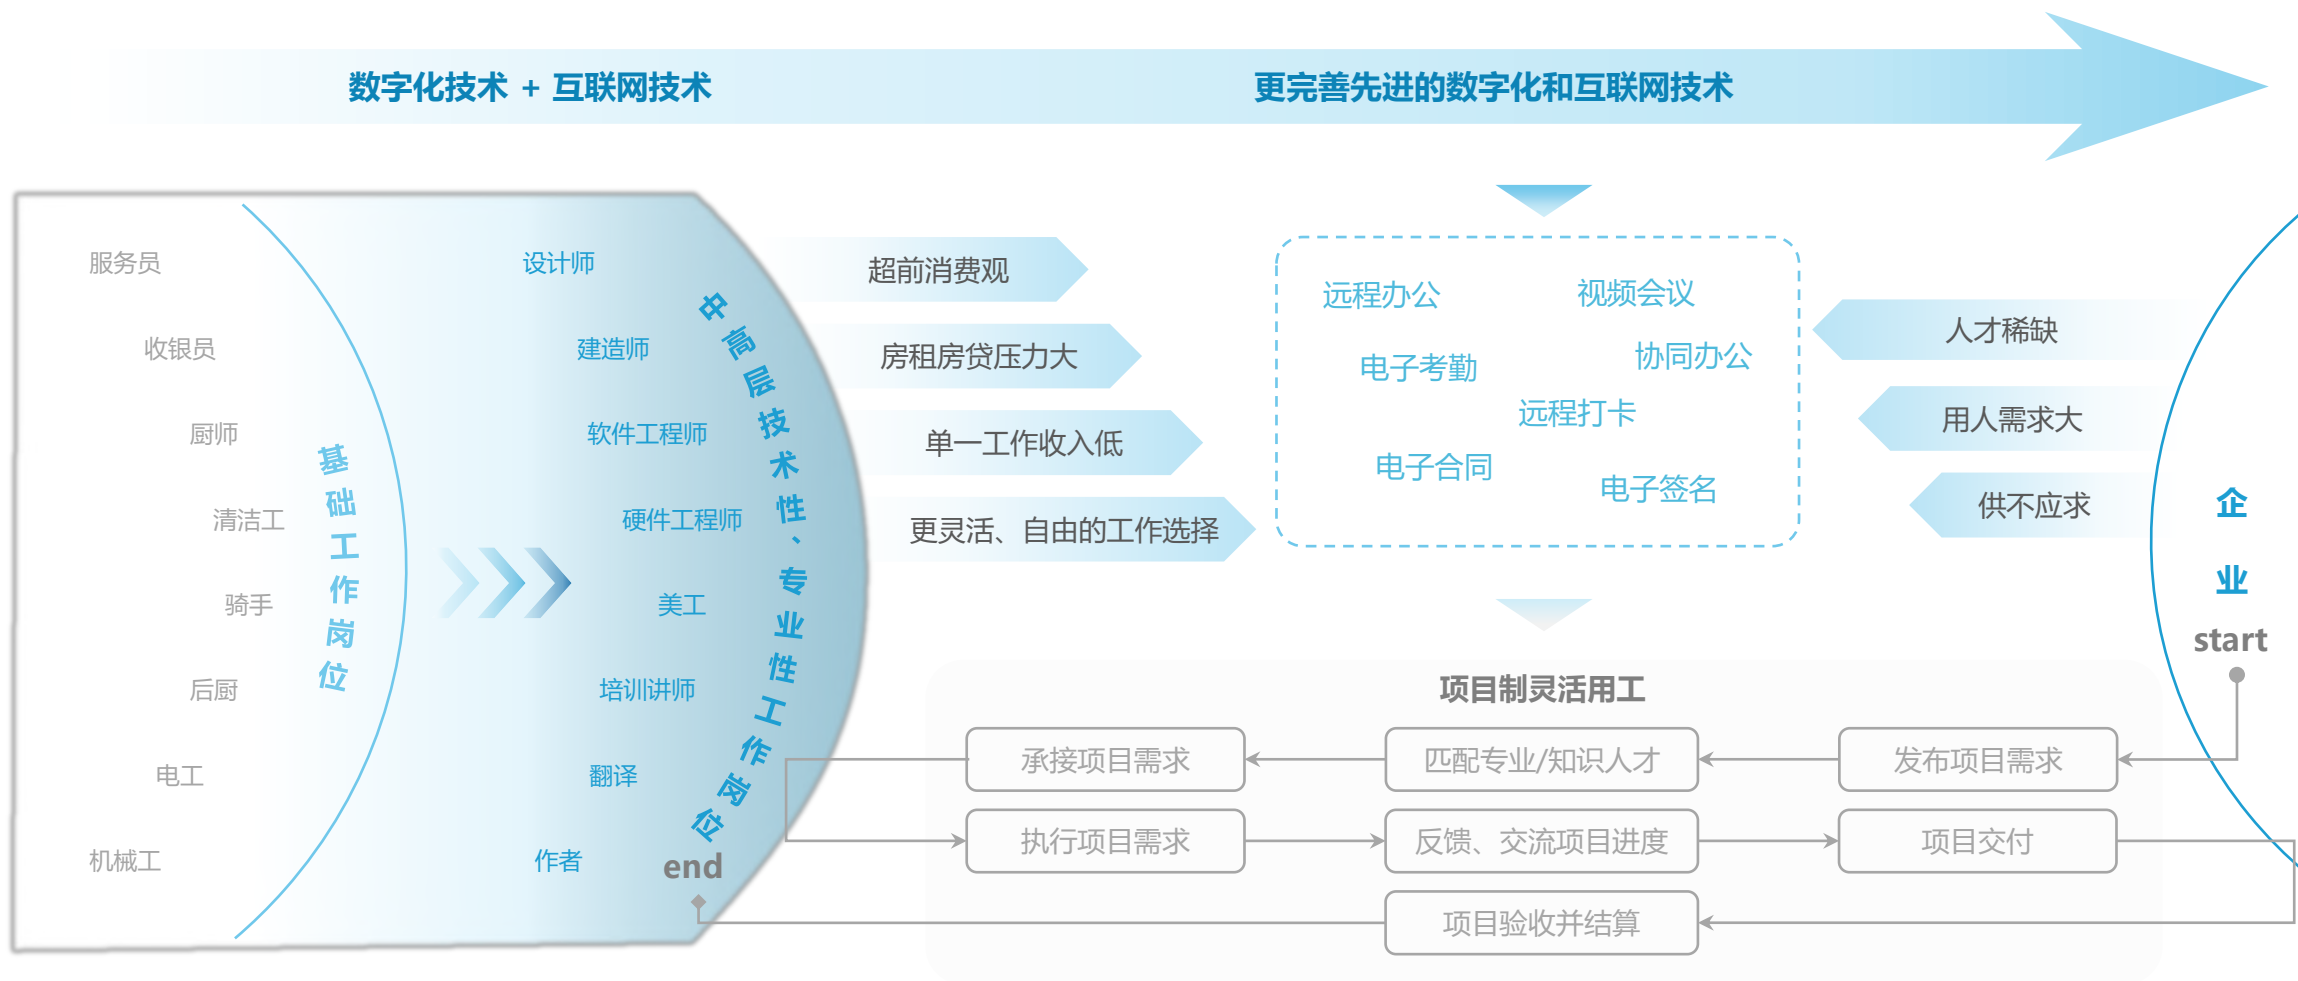 数字化技术 + 互联网技术
更完善先进的数字化和互联网技术
服务员
收银员
厨师
清洁工
骑手
后厨
电工
机械工
基础工作岗位
设计师
建造师
软件工程师
硬件工程师
美工
培训讲师
翻译
作者
中高层技术性、专业性工作岗位
end
超前消费观
房租房贷压力大
单一工作收入低
更灵活、自由的工作选择
远程办公
视频会议
电子考勤
协同办公
远程打卡
电子合同
电子签名
人才稀缺
用人需求大
供不应求
企业
start
项目制灵活用工
承接项目需求
匹配专业/知识人才
发布项目需求
执行项目需求
反馈、交流项目进度
项目交付
项目验收并结算